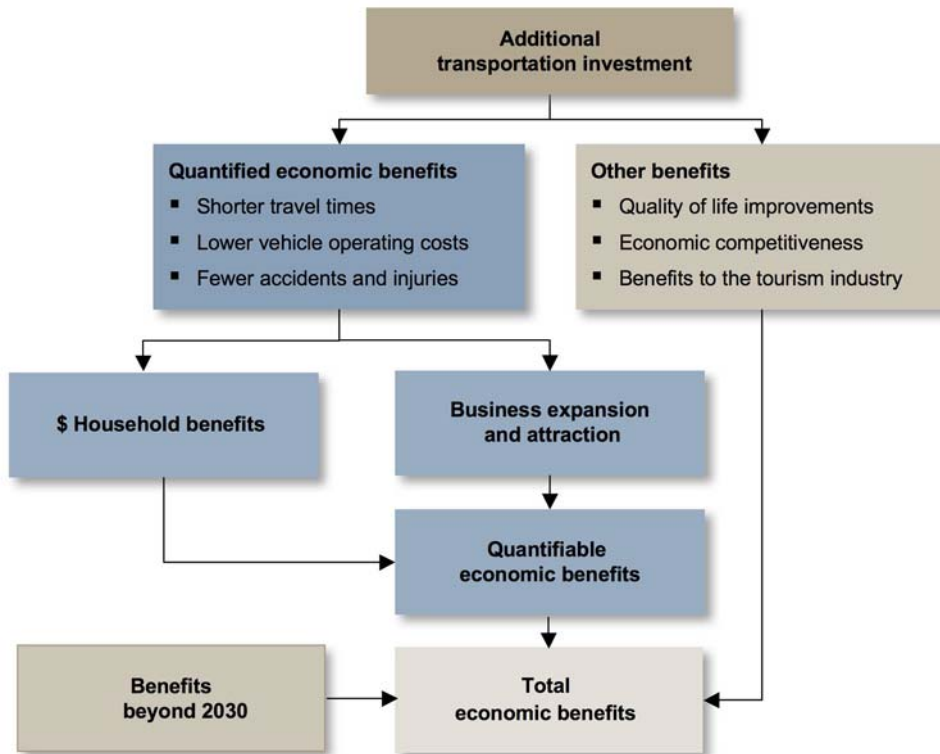 Additional
transportation investment
Quantified economic benefits
▪ Shorter travel times
▪ Lower vehicle operating costs
▪ Fewer accidents and injuries
Other benefits
▪ Quality of life improvements
▪ Economic competitiveness
▪ Benefits to the tourism industry
$ Household benefits
Business expansion
and attraction
Quantifiable
economic benefits
Benefits
beyond 2030
Total
economic benefits